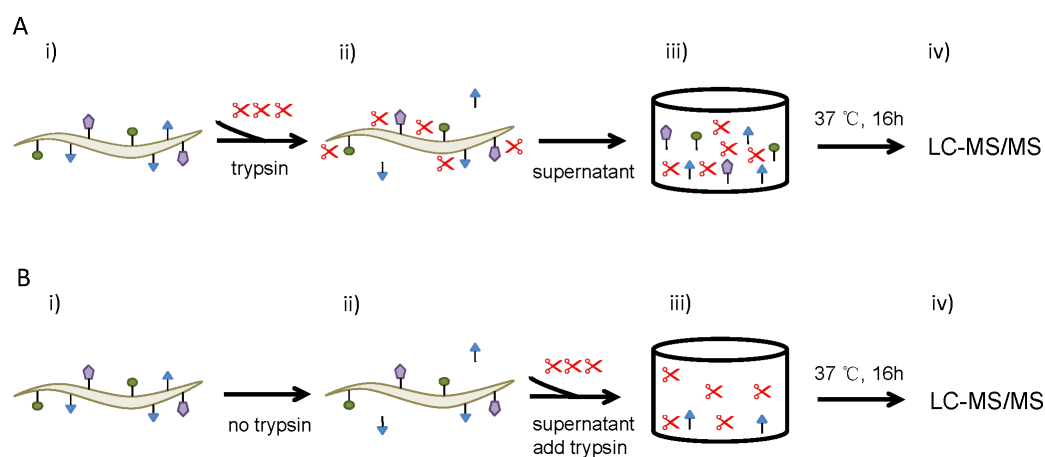 A
i)
ii)
iii)
iv)
trypsin
supernatant
37 ℃, 16h
LC-MS/MS
B
i)
ii)
iii)
iv)
no trypsin
supernatant
add trypsin
37 ℃, 16h
LC-MS/MS